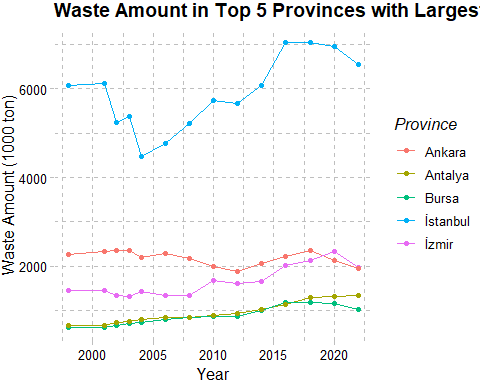 Waste Amount in Top 5 Provinces with Larges
Waste Amount (1000 ton)
6000
4000
2000
2000
2005
2010
2015
2020
Year
Province
Ankara
Antalya
Bursa
İstanbul
İzmir